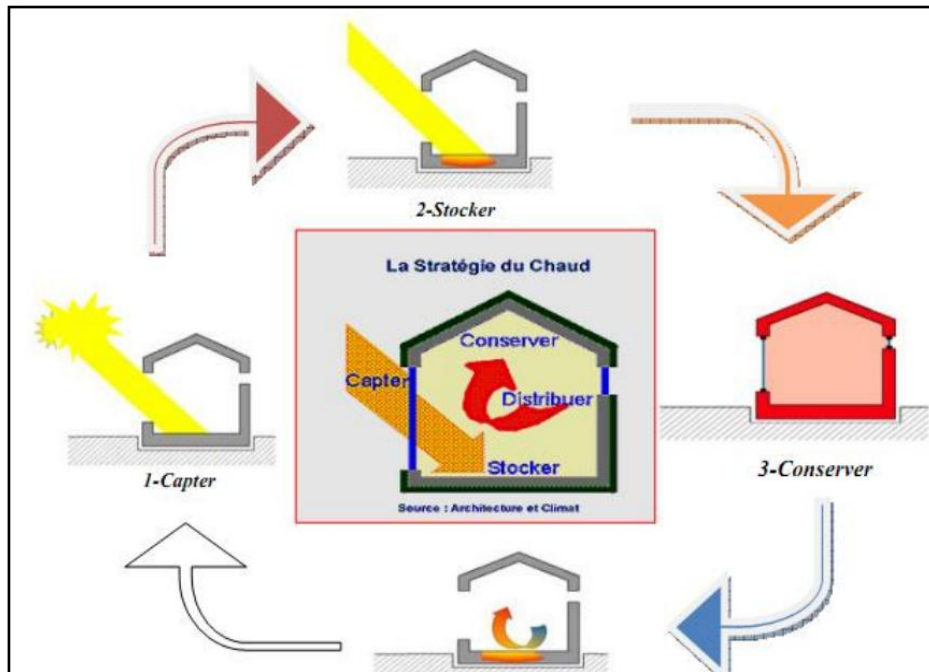 2-Stocker
La Stratégie du Chaud
Conserver
Capter
Distribuer
Stocker
Source : Architecture et Climat
1-Capter
3-Conserver